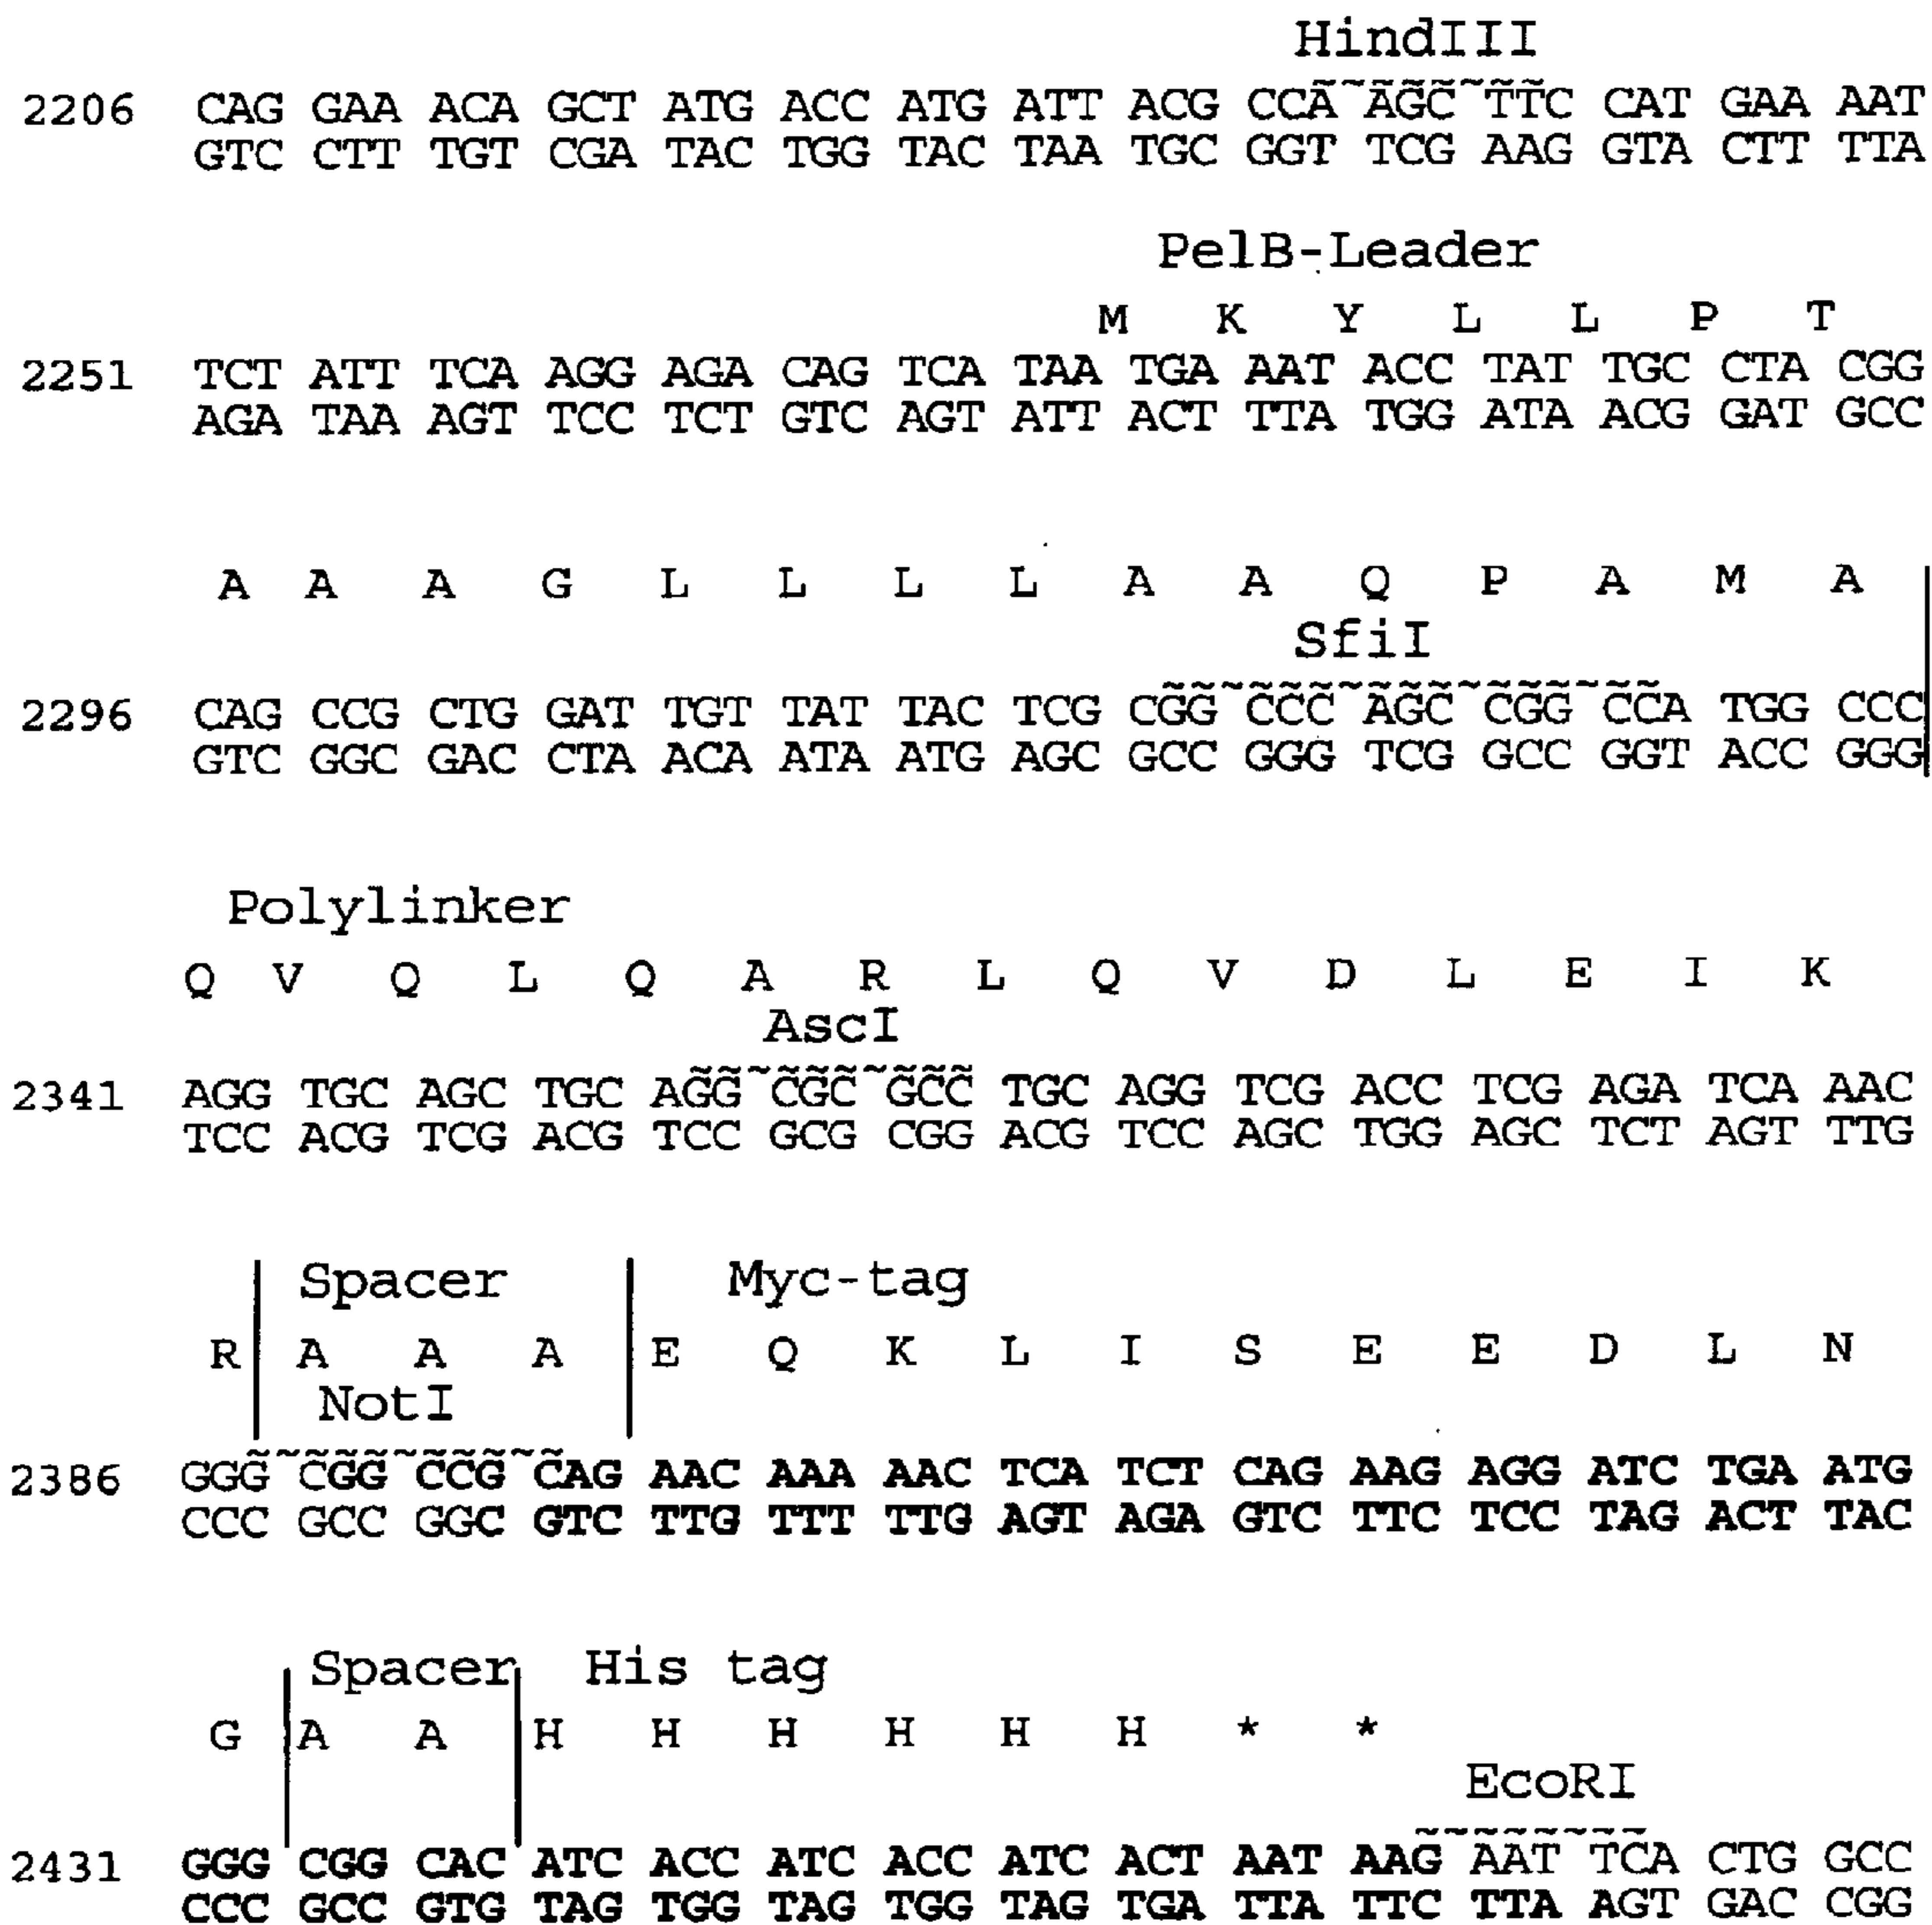 HindIII
2206 CAG GAA ACA GCT ATG ACC ATG ATT ACG CCA AGC TTC CAT GAA AAT
GTC CTT TGT CGA TAC TGG TAC TAA TGC GGT TCG AAG GTA CTT TTA
PelB-Leader
M K Y L L P T
2251 TCT ATT TCA AGG AGA CAG TCA TAA TGA AAT ACC TAT TGC CTA CGG
AGA TAA AGT TCC TCT GTC AGT ATT ACT TTA TGG ATA ACG GAT GCC
A A A G L L L L A A Q P A M A
SfiI
2296 CAG CCG CTG GAT TGT TAT TAC TCG CGG CCC AGC CGG CCA TGG CCC
GTC GGC GAC CTA ACA ATA ATG AGC GCC GGG TCG GCC GGT ACC GGG
Polylinker
Q V Q L Q A R L Q V D L E I K
AscI
2341 AGG TGC AGC TGC AGG CGC GCC TGC AGG TCG ACC TCG AGA TCA AAC
TCC ACG TCG ACG TCC GCG CGG ACG TCC AGC TGG AGC TCT AGT TTG
Spacer Myc-tag
R A A A E Q K L I S E E D L N
NotI
2386 GGG CGG CCG CAG AAC AAA AAC TCA TCT CAG AAG AGG ATC TGA ATG
CCC GCC GGC GTC TTG TTT TTG AGT AGA GTC TTC TCC TAG ACT TAC
Spacer His tag
G A A H H H H H H * *
EcoRI
2431 GGG CGG CAC ATC ACC ATC ACC ATC ACT AAT AAG AAT TCA CTG GCC
CCC GCC GTG TAG TGG TAG TGG TAG TGA TTA TTC TTA AGT GAC CGG